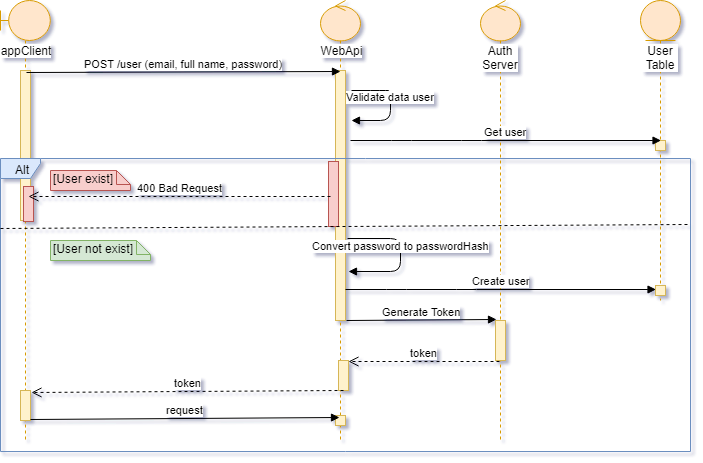 appClient
WebApi
Auth
Server
User
Table
POST /user (email, full name, password)
Validate data user
Get user
Alt
[User exist]
400 Bad Request
[User not exist]
Convert password to passwordHash
Create user
Generate Token
token
token
request